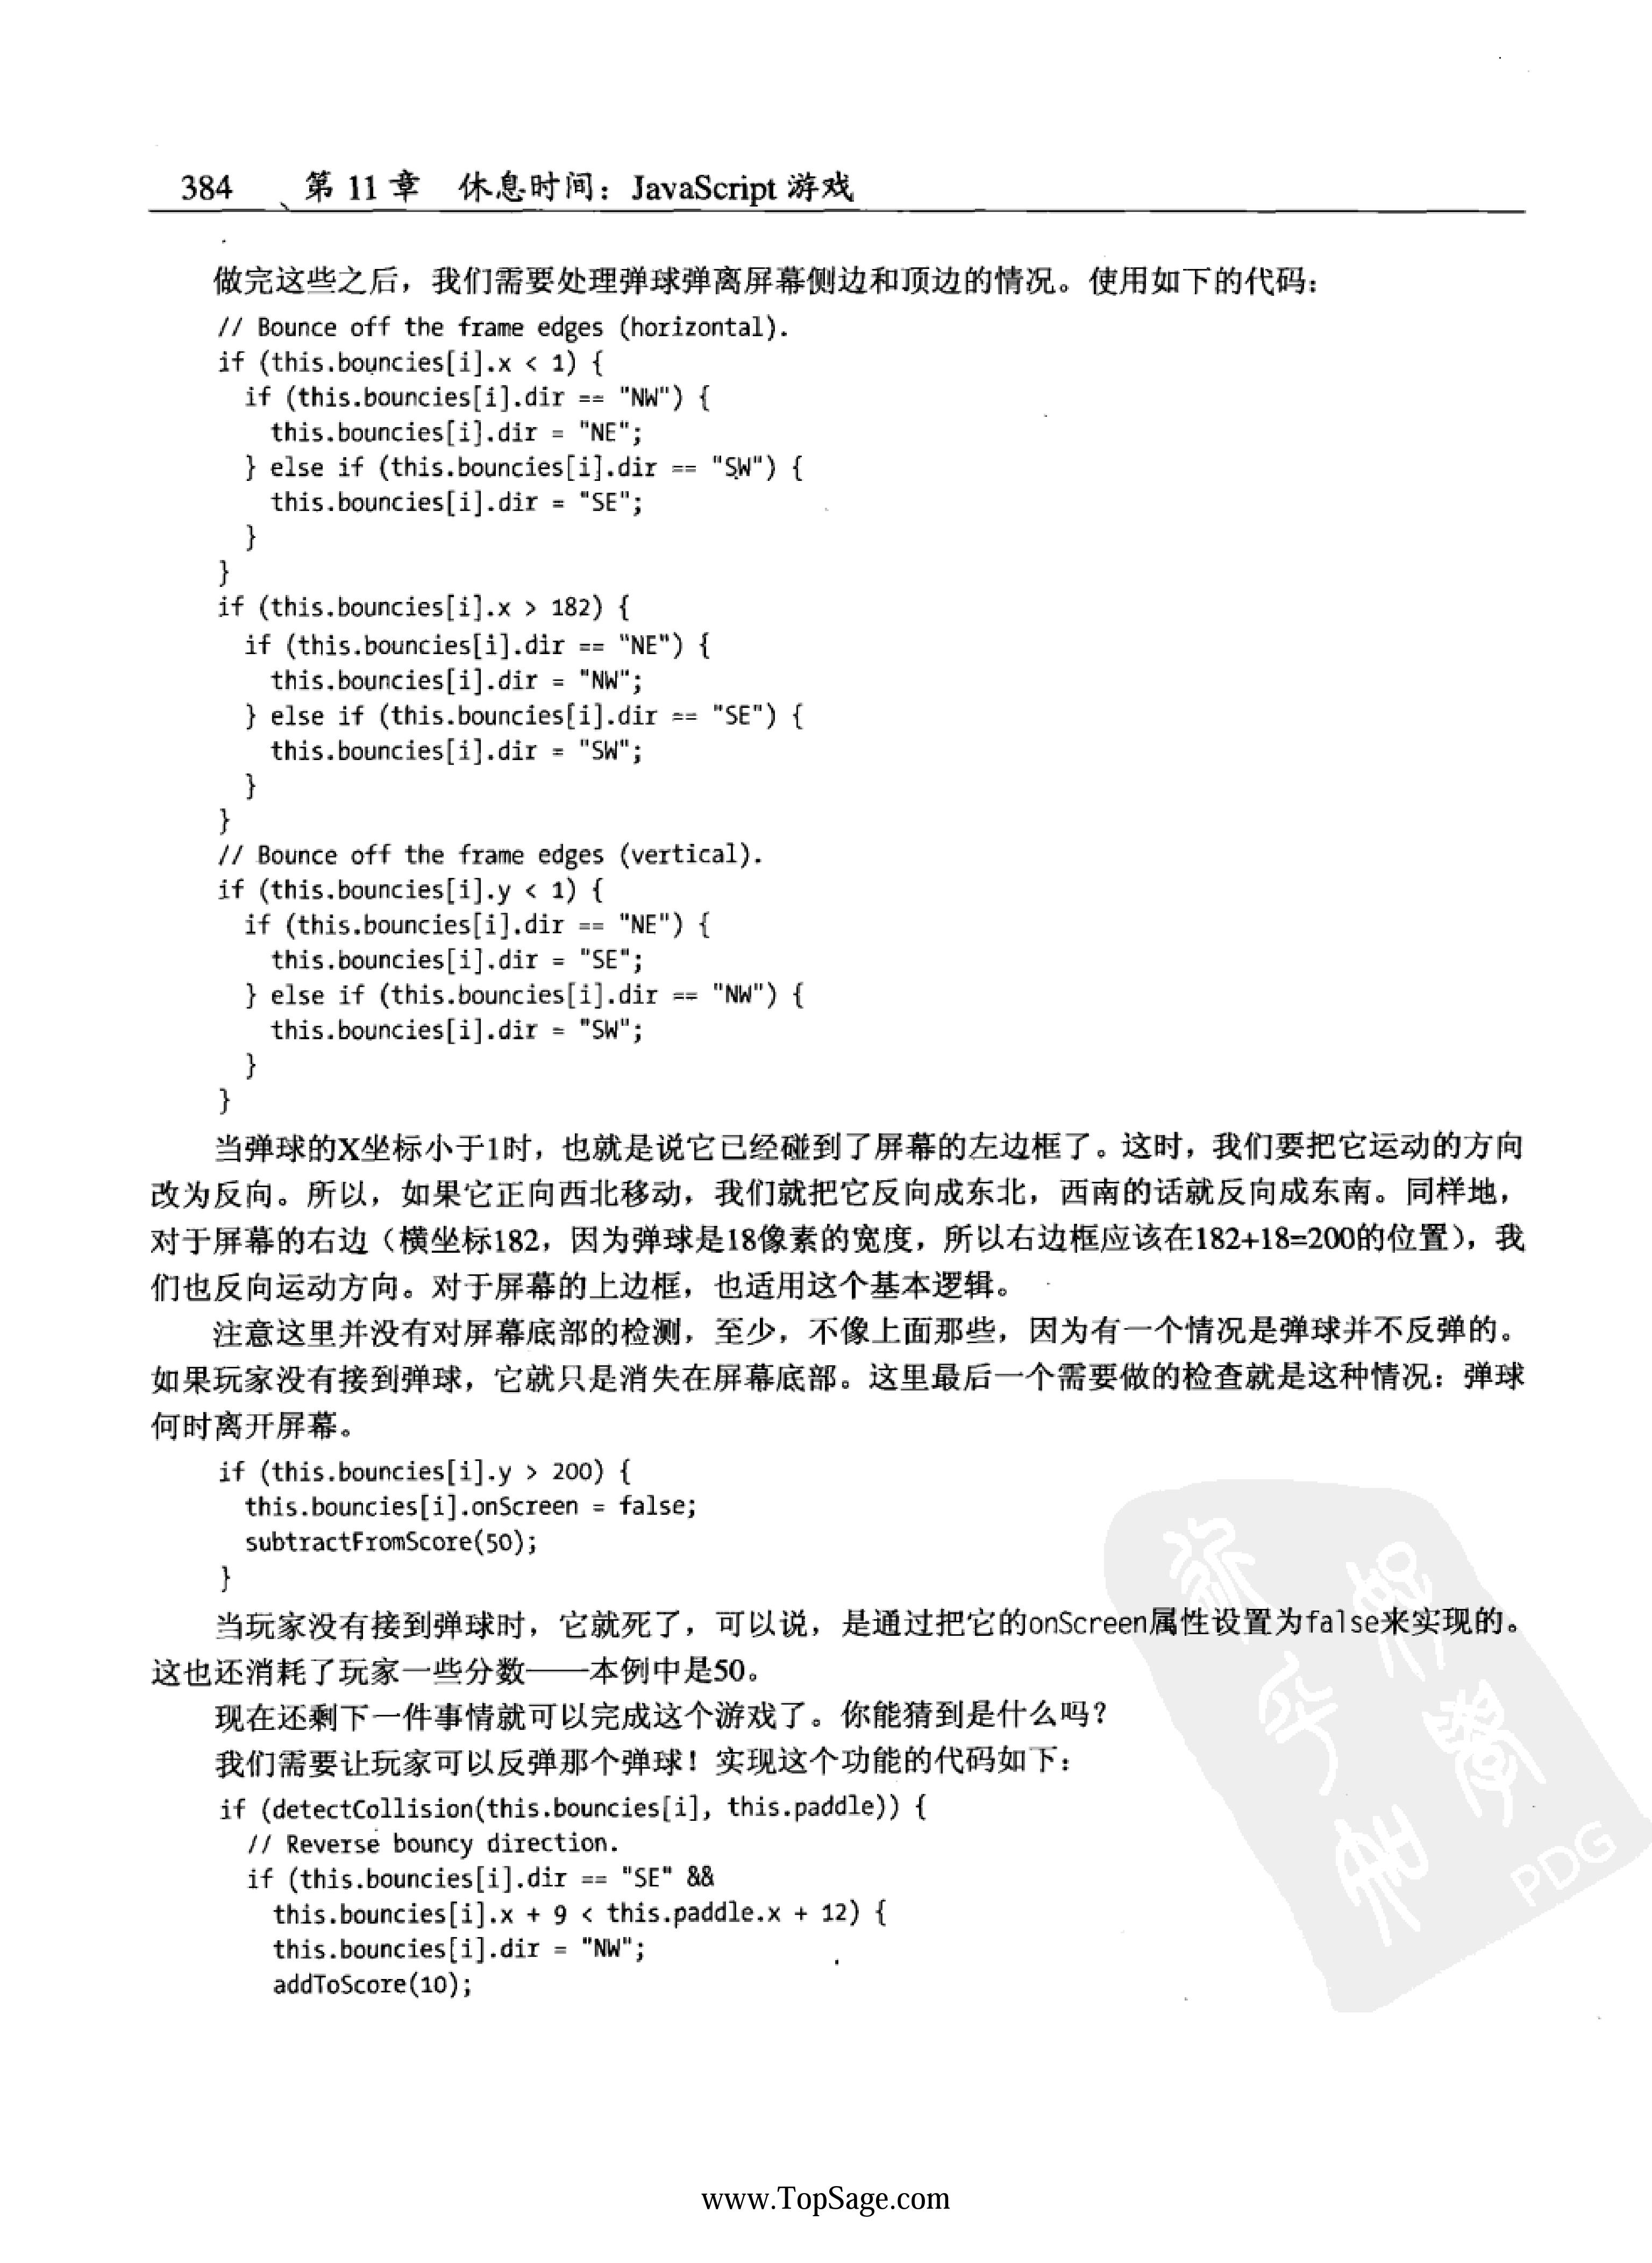 384 第 11 章 休息时间：JavaScript 游戏
做完这些之后，我们需要处理弹球弹离屏幕侧边和顶边的情况。使用如下的代码：
// Bounce off the frame edges (horizontal).
if (this.bouncies[i].x < 1) {
  if (this.bouncies[i].dir == "NW") {
    this.bouncies[i].dir = "NE";
  } else if (this.bouncies[i].dir == "SW") {
    this.bouncies[i].dir = "SE";
  }
}
if (this.bouncies[i].x > 182) {
  if (this.bouncies[i].dir == "NE") {
    this.bouncies[i].dir = "NW";
  } else if (this.bouncies[i].dir == "SE") {
    this.bouncies[i].dir = "SW";
  }
}
// Bounce off the frame edges (vertical).
if (this.bouncies[i].y < 1) {
  if (this.bouncies[i].dir == "NE") {
    this.bouncies[i].dir = "SE";
  } else if (this.bouncies[i].dir == "NW") {
    this.bouncies[i].dir = "SW";
  }
}
当弹球的X坐标小于1时，也就是说它已经碰到了屏幕的左边框了。这时，我们要把它运动的方向
改为反向。所以，如果它正向西北移动，我们就把它反向成东北，西南的话就反向成东南。同样地，
对于屏幕的右边（横坐标182，因为弹球是18像素的宽度，所以右边框应该在182+18=200的位置），我
们也反向运动方向。对于屏幕的上边框，也适用这个基本逻辑。
注意这里并没有对屏幕底部的检测，至少，不像上面那些，因为有一个情况是弹球并不反弹的。
如果玩家没有接到弹球，它就只是消失在屏幕底部。这里最后一个需要做的检查就是这种情况：弹球
何时离开屏幕。
if (this.bouncies[i].y > 200) {
  this.bouncies[i].onScreen = false;
  subtractFromScore(50);
}
当玩家没有接到弹球时，它就死了，可以说，是通过把它的onScreen属性设置为false来实现的。
这也还消耗了玩家一些分数——本例中是50。
现在还剩下一件事情就可以完成这个游戏了。你能猜到是什么吗？
我们需要让玩家可以反弹那个弹球！实现这个功能的代码如下：
if (detectCollision(this.bouncies[i], this.paddle)) {
  // Reverse bouncy direction.
  if (this.bouncies[i].dir == "SE" &&
    this.bouncies[i].x + 9 < this.paddle.x + 12) {
    this.bouncies[i].dir = "NW";
    addToScore(10);
PDG
www.TopSage.com